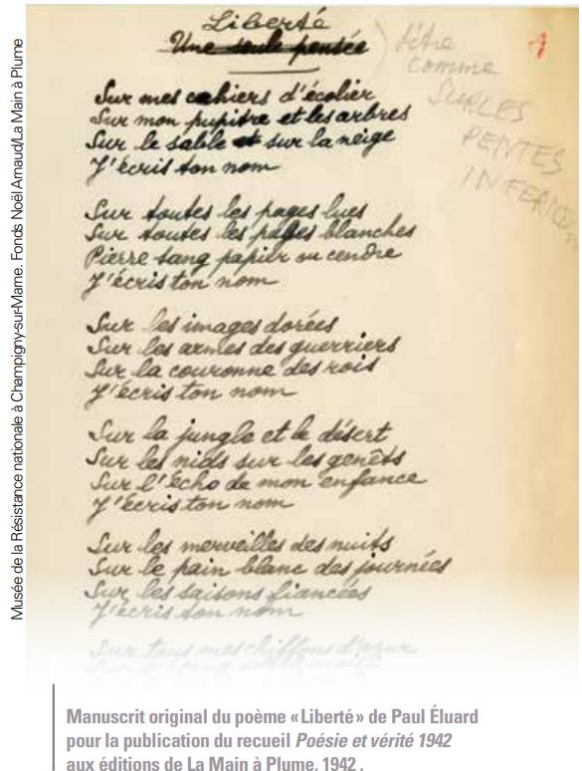 Musée de la Résistance nationale à Champigny-sur-Marne. Fonds Noël Arnaud/La Main à Plume
Liberté
Une seule pensée
titre
comme
SUR LES
PENTES
Sur mes cahiers d'écolier
Sur mon pupitre et les arbres
Sur le sable et sur la neige
J'écris ton nom
Sur toutes les pages lues
Sur toutes les pages blanches
Pierre sang papier ou cendre
J'écris ton nom
Sur les images dorées
Sur les armes des guerriers
Sur la couronne des rois
J'écris ton nom
Sur la jungle et le désert
Sur les nids sur les genêts
Sur l'écho de mon enfance
J'écris ton nom
Sur les merveilles des nuits
Sur le pain blanc des journées
Sur les saisons fiancées
J'écris ton nom
Sur tous mes chiffons d'azur
Manuscrit original du poème « Liberté » de Paul Éluard
pour la publication du recueil Poésie et vérité 1942
aux éditions de La Main à Plume, 1942 .